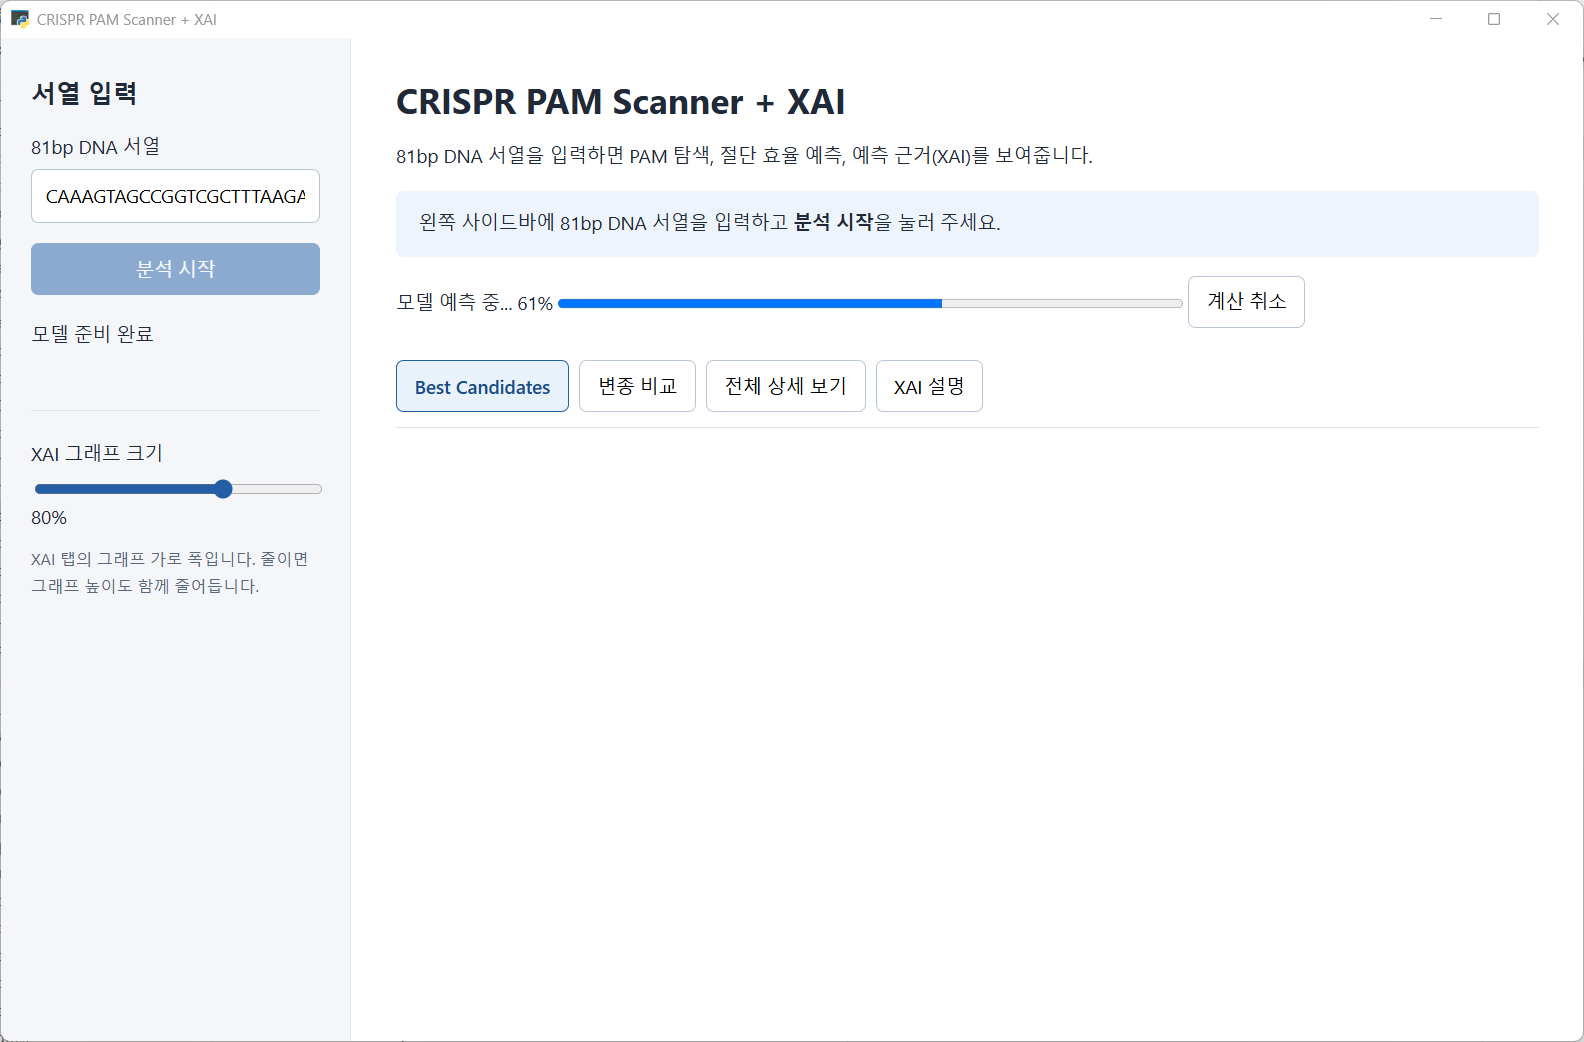 CRISPR PAM Scanner + XAI
서열 입력
81bp DNA 서열
CAAAGTAGCCGGTCGCTTTAAGA
분석 시작
모델 준비 완료
XAI 그래프 크기
80%
XAI 탭의 그래프 가로 폭입니다. 줄이면
그래프 높이도 함께 줄어듭니다.
CRISPR PAM Scanner + XAI
81bp DNA 서열을 입력하면 PAM 탐색, 절단 효율 예측, 예측 근거(XAI)를 보여줍니다.
왼쪽 사이드바에 81bp DNA 서열을 입력하고 분석 시작을 눌러 주세요.
모델 예측 중... 61%
계산 취소
Best Candidates
변종 비교
전체 상세 보기
XAI 설명